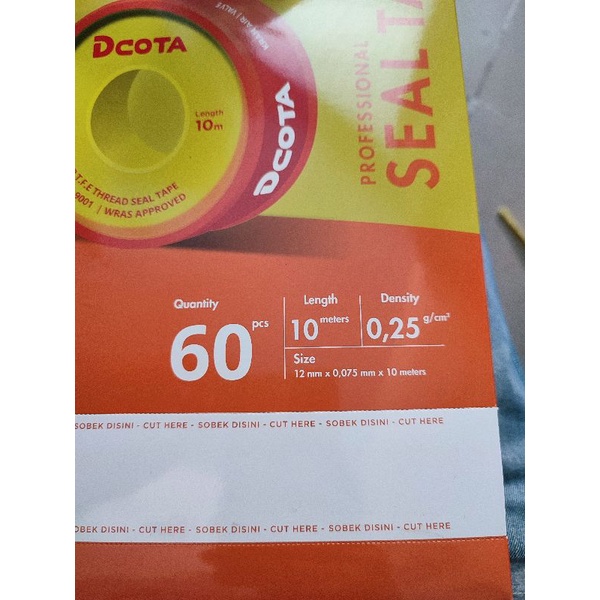 DCOTA
Length
10m
T.F.E THREAD SEAL TAPE
9001 | WRAS APPROVED
DCOTA
PROFESSIONAL
SEAL TA
Quantity
60 pcs
Length
10 meters
Density
0,25 g/cm³
Size
12 mm x 0,075 mm x 10 meters
SOBEK DISINI - CUT HERE - SOBEK DISINI - CUT HERE - SOBEK DISINI - CUT HERE
OBEK DISINI - CUT HERE - SOBEK DISINI - CUT HERE - SOBEK DISINI - CUT HERE